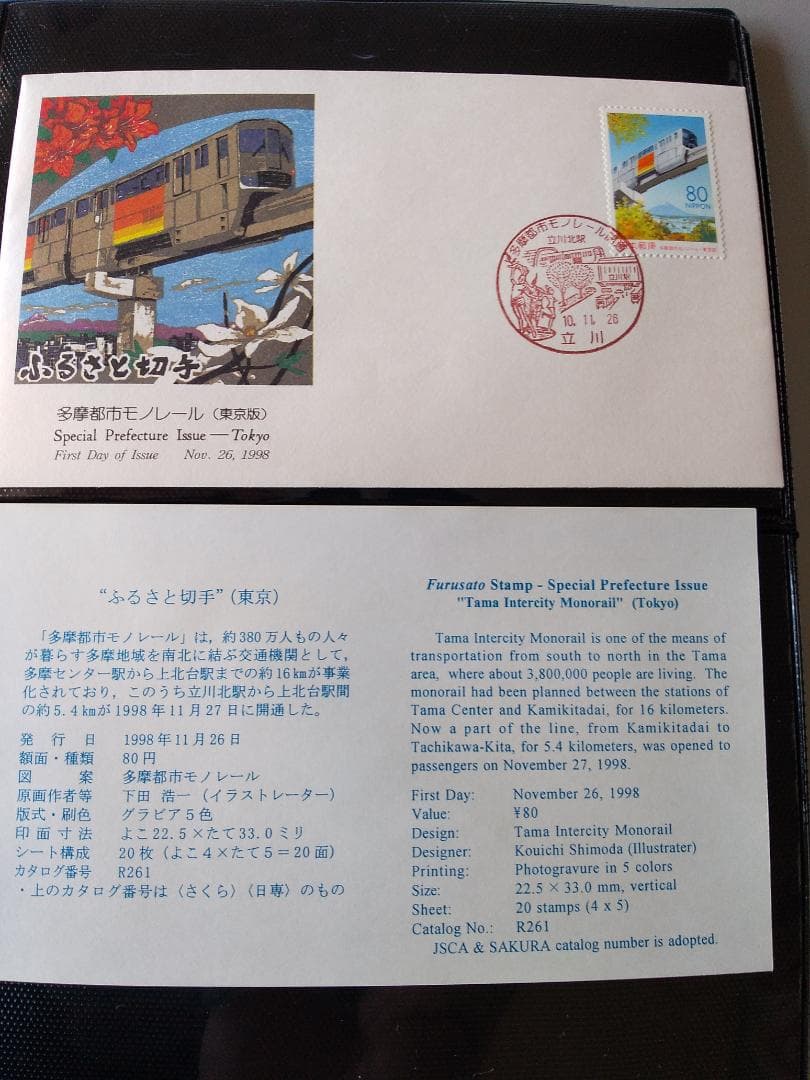 ふるさと切手
多摩都市モノレール（東京版）
Special Prefecture Issue — Tokyo
First Day of Issue Nov. 26, 1998
80
NIPPON
多摩都市モノレール
立川北駅
立川駅
10.11.26
立川
“ふるさと切手”（東京）
「多摩都市モノレール」は，約380万人もの人々
が暮らす多摩地域を南北に結ぶ交通機関として，
多摩センター駅から上北台駅までの約16㎞が事業
化されており，このうち立川北駅から上北台駅間
の約5.4㎞が1998年11月27日に開通した。
発行日 1998年11月26日
額面・種類 80円
図案 多摩都市モノレール
原画作者等 下田 浩一（イラストレーター）
版式・刷色 グラビア5色
印面寸法 よこ22.5×たて33.0ミリ
シート構成 20枚（よこ4×たて5＝20面）
カタログ番号 R261
・上のカタログ番号は〈さくら〉〈日専〉のもの
Furusato Stamp - Special Prefecture Issue
"Tama Intercity Monorail" (Tokyo)
Tama Intercity Monorail is one of the means of
transportation from south to north in the Tama
area, where about 3,800,000 people are living. The
monorail had been planned between the stations of
Tama Center and Kamikitadai, for 16 kilometers.
Now a part of the line, from Kamikitadai to
Tachikawa-Kita, for 5.4 kilometers, was opened to
passengers on November 27, 1998.
First Day: November 26, 1998
Value: ¥80
Design: Tama Intercity Monorail
Designer: Kouichi Shimoda (Illustrater)
Printing: Photogravure in 5 colors
Size: 22.5 × 33.0 mm, vertical
Sheet: 20 stamps (4 x 5)
Catalog No.: R261
JSCA & SAKURA catalog number is adopted.